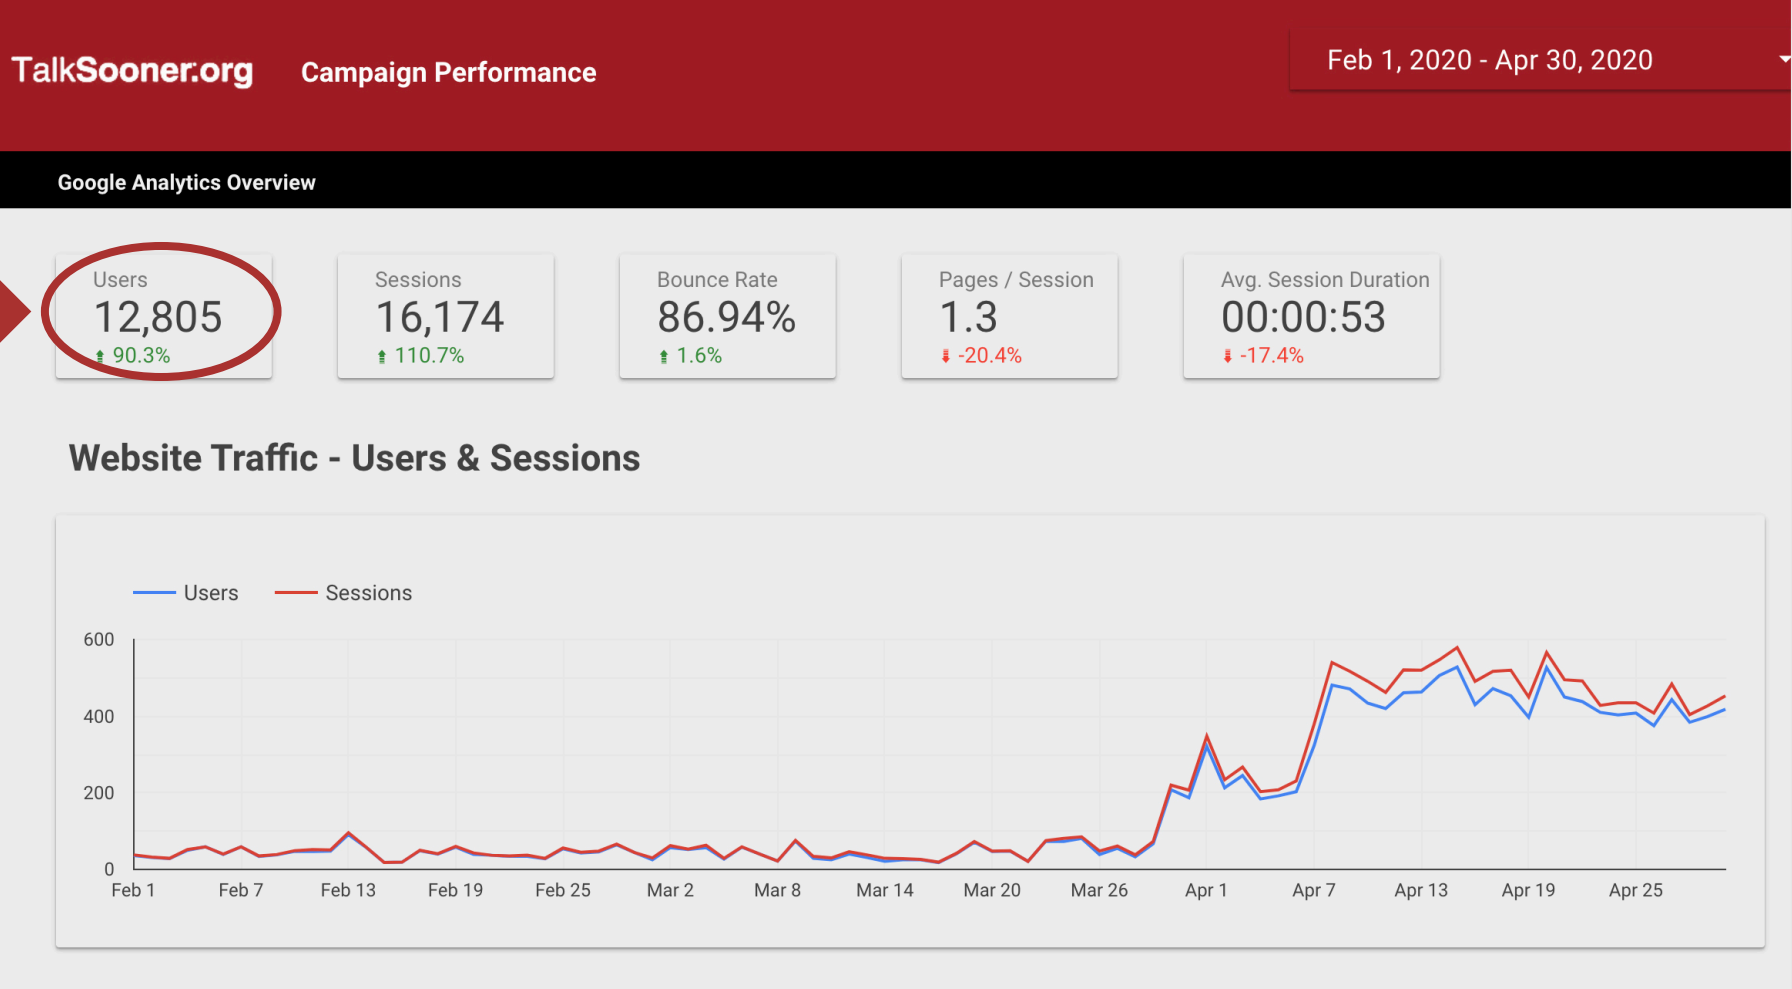 TalkSooner.org
Campaign Performance
Feb 1, 2020 - Apr 30, 2020
Google Analytics Overview
Users
12,805
90.3%
Sessions
16,174
110.7%
Bounce Rate
86.94%
1.6%
Pages / Session
1.3
-20.4%
Avg. Session Duration
00:00:53
-17.4%
Website Traffic - Users & Sessions
Users
Sessions
600
400
200
0
Feb 1
Feb 7
Feb 13
Feb 19
Feb 25
Mar 2
Mar 8
Mar 14
Mar 20
Mar 26
Apr 1
Apr 7
Apr 13
Apr 19
Apr 25